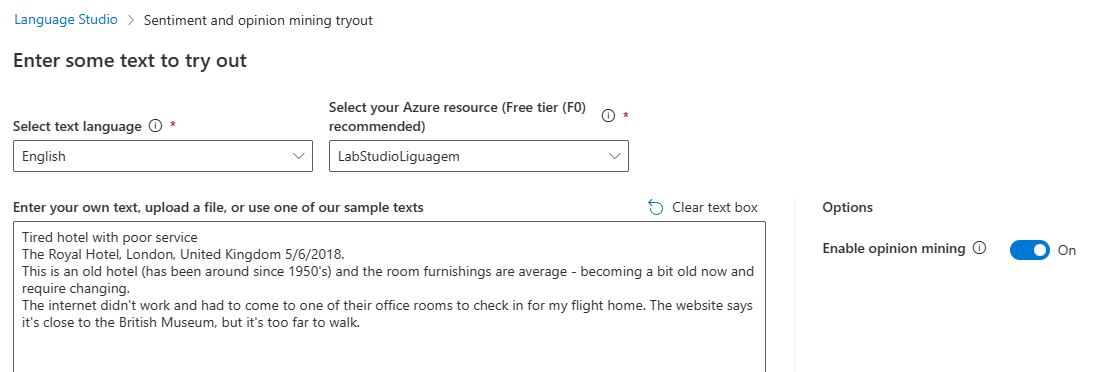 Language Studio > Sentiment and opinion mining tryout
Enter some text to try out
Select text language *
Select your Azure resource (Free tier (F0) recommended) *
English
LabStudioLiguagem
Enter your own text, upload a file, or use one of our sample texts
Clear text box
Tired hotel with poor service
The Royal Hotel, London, United Kingdom 5/6/2018.
This is an old hotel (has been around since 1950's) and the room furnishings are average - becoming a bit old now and
require changing.
The internet didn't work and had to come to one of their office rooms to check in for my flight home. The website says
it's close to the British Museum, but it's too far to walk.
Options
Enable opinion mining
On